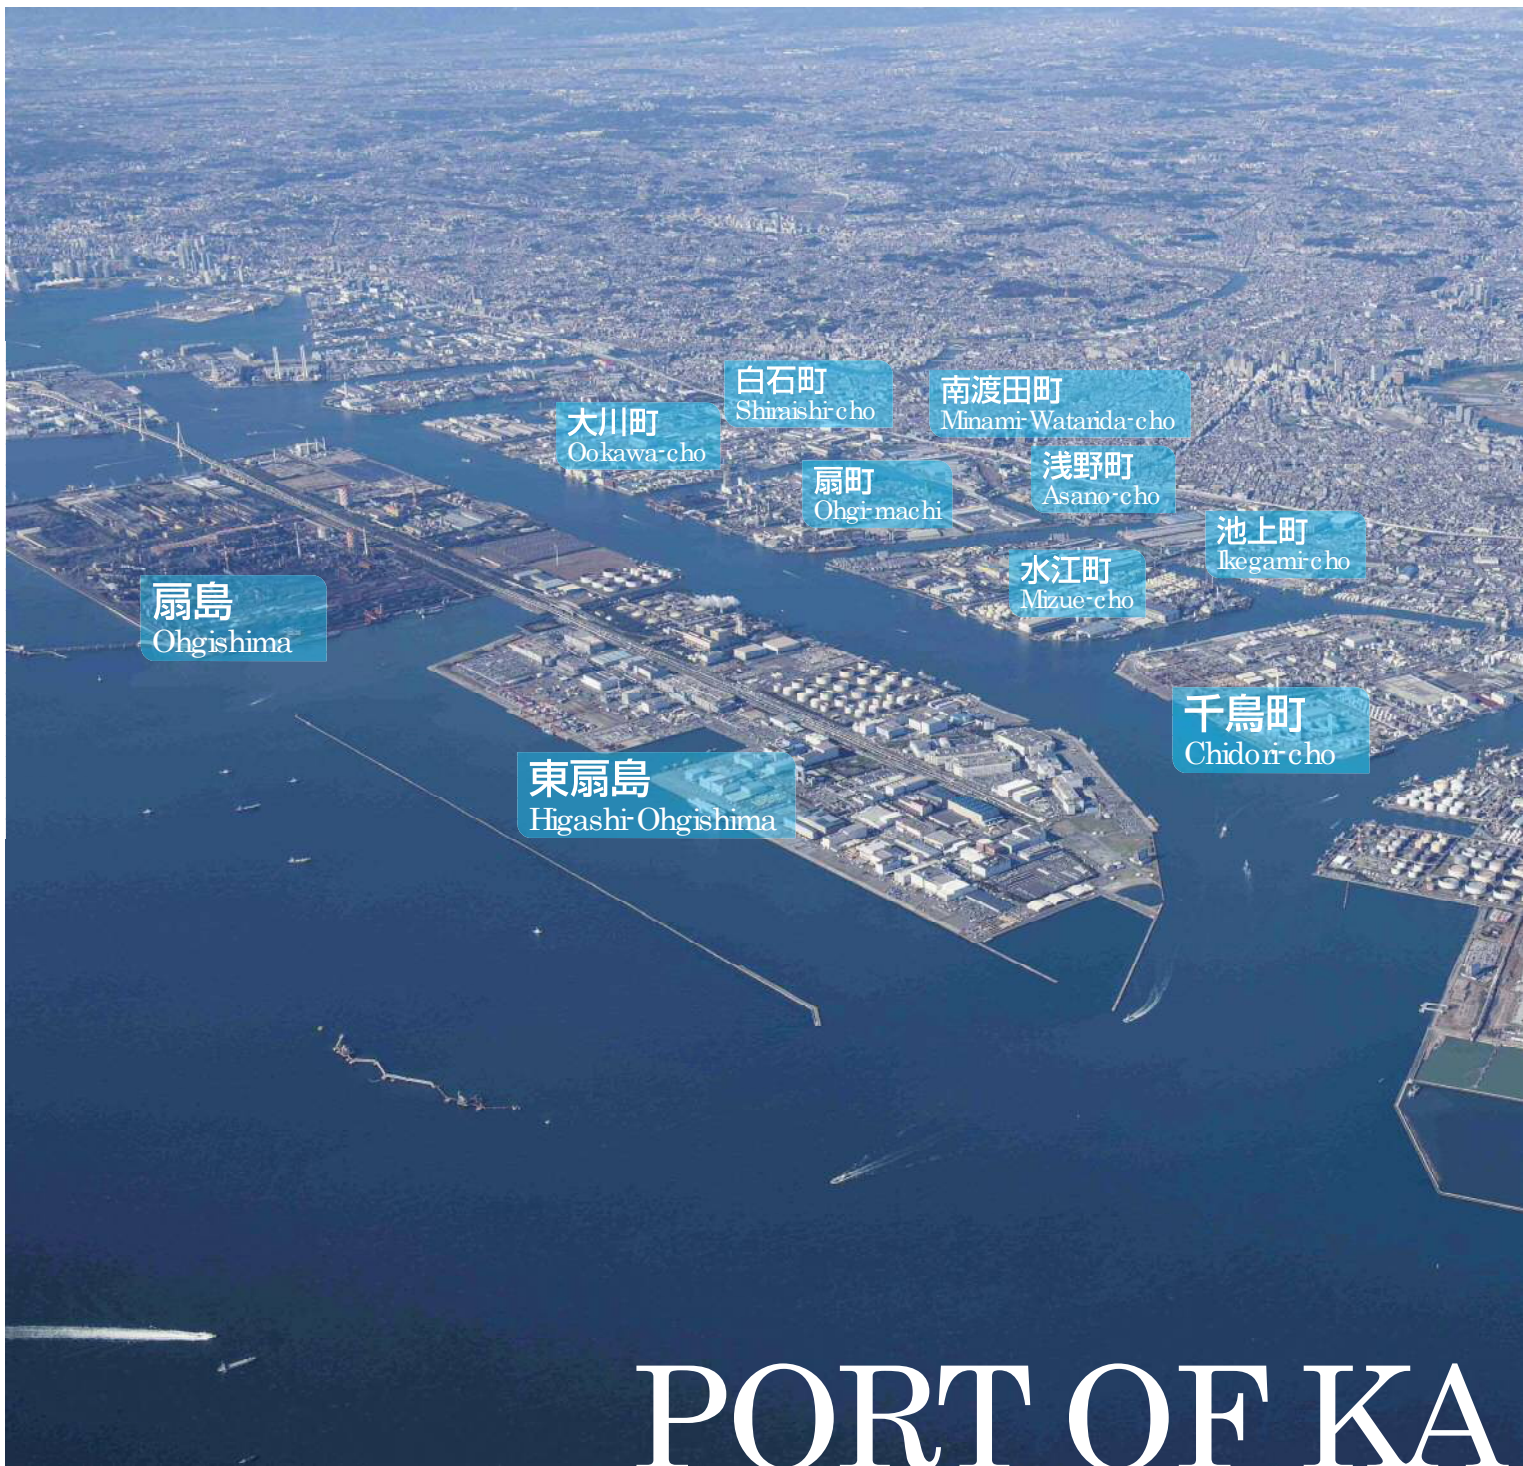 白石町
Shiraishi-cho
南渡田町
Minami-Watarida-cho
大川町
Ookawa-cho
浅野町
Asano-cho
扇町
Ohgi-machi
池上町
Ikegami-cho
水江町
Mizue-cho
扇島
Ohgishima
千鳥町
Chidori-cho
東扇島
Higashi-Ohgishima
PORT OF KA